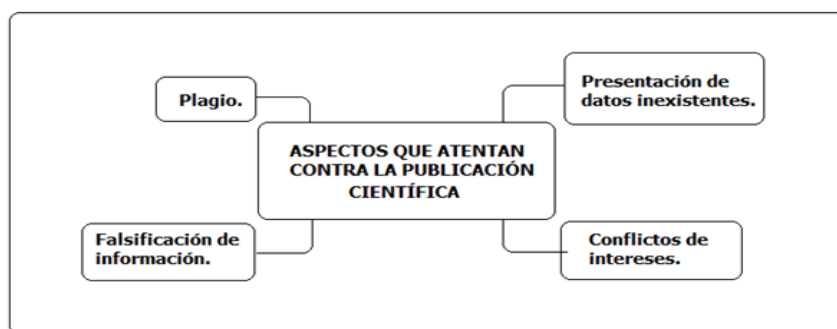 Plagio.
Presentación de
datos inexistentes.
ASPECTOS QUE ATENTAN
CONTRA LA PUBLICACIÓN
CIENTÍFICA
Falsificación de
información.
Conflictos de
intereses.